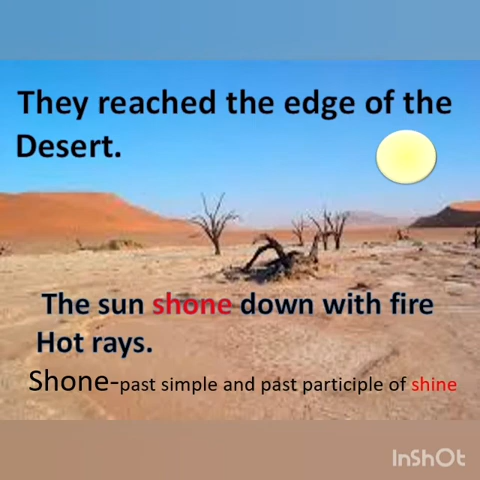 They reached the edge of the
Desert.
The sun shone down with fire
Hot rays.
Shone-past simple and past participle of shine
InShOt